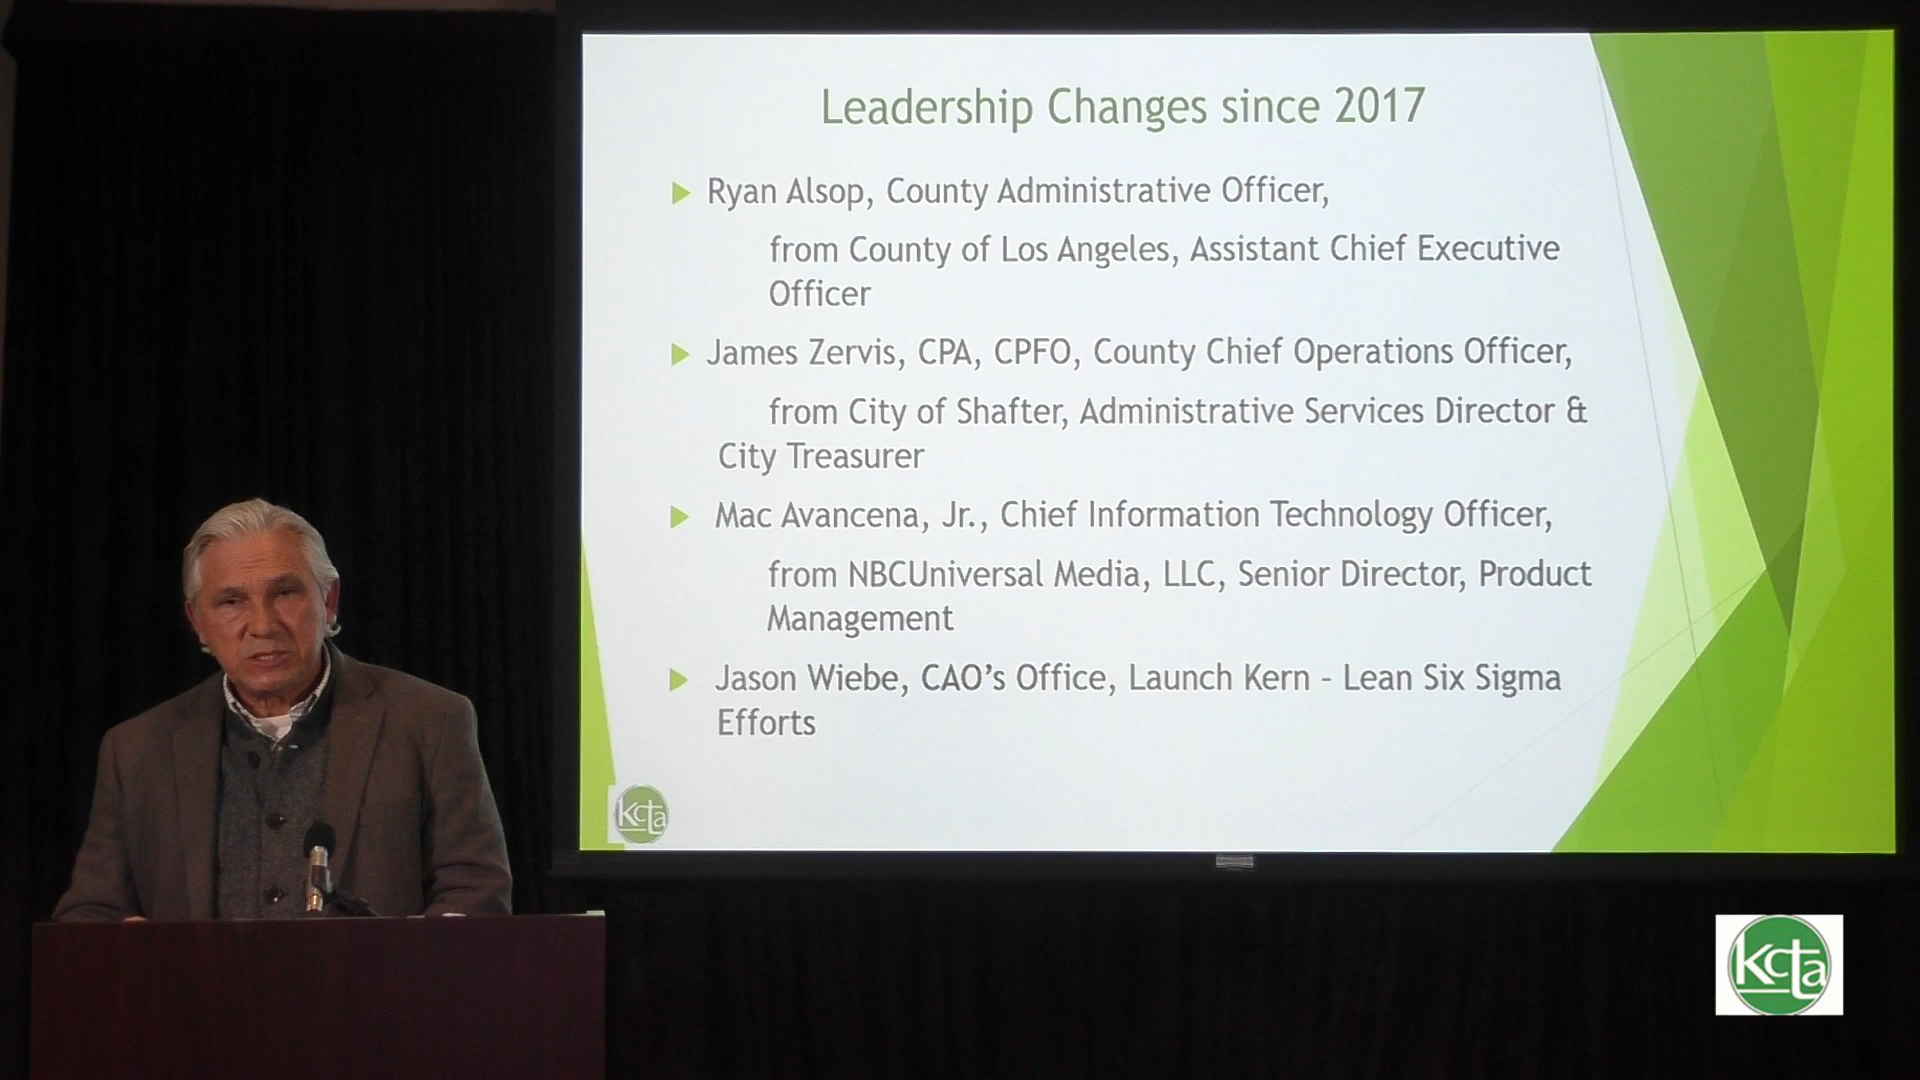 Leadership Changes since 2017
Ryan Alsop, County Administrative Officer,
from County of Los Angeles, Assistant Chief Executive
Officer
James Zervis, CPA, CPFO, County Chief Operations Officer,
from City of Shafter, Administrative Services Director &
City Treasurer
Mac Avancena, Jr., Chief Information Technology Officer,
from NBCUniversal Media, LLC, Senior Director, Product
Management
Jason Wiebe, CAO’s Office, Launch Kern - Lean Six Sigma
Efforts
kcta
kcta